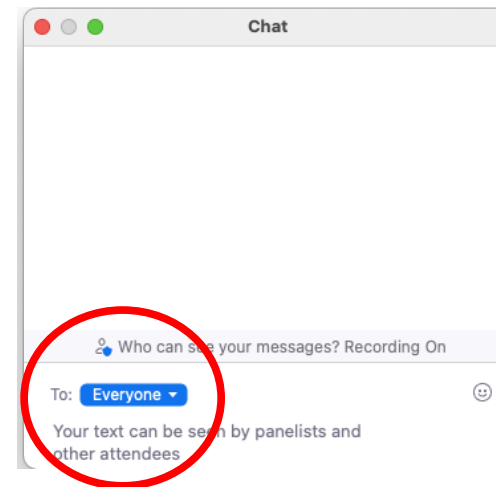 Chat
Who can see your messages? Recording On
To: Everyone
Your text can be seen by panelists and
other attendees